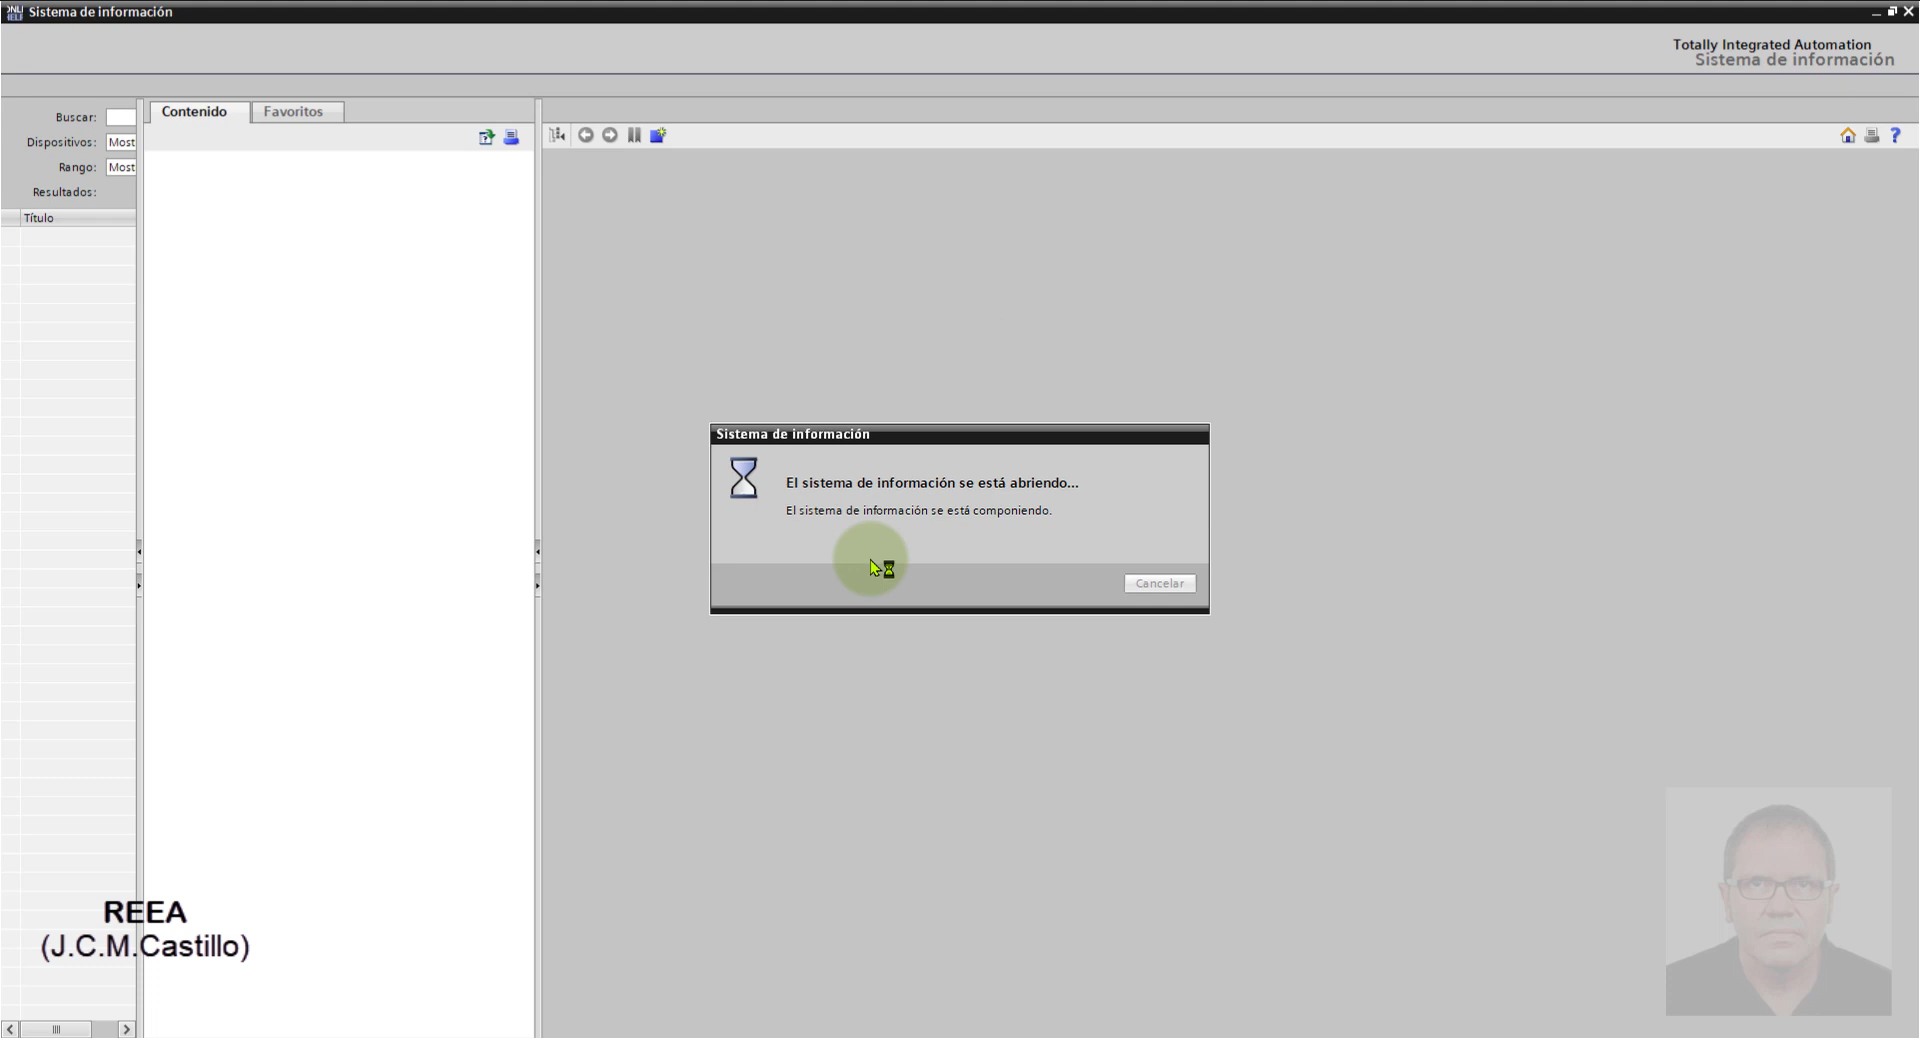 Sistema de información
Totally Integrated Automation
Sistema de información
Buscar:
Dispositivos: Most
Rango: Most
Resultados:
Título
Contenido Favoritos
Sistema de información
El sistema de información se está abriendo...
El sistema de información se está componiendo.
Cancelar
REEA
(J.C.M.Castillo)